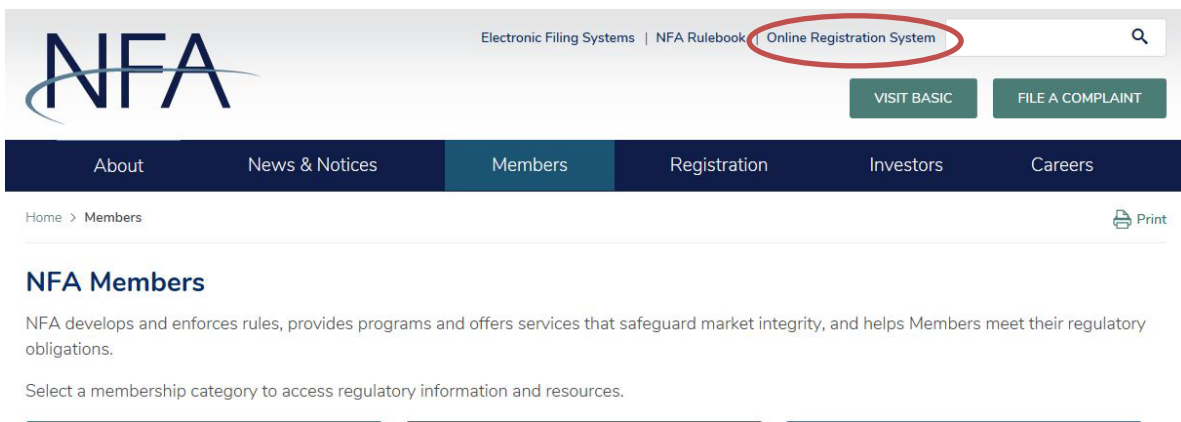 NFA
Electronic Filing Systems | NFA Rulebook | Online Registration System
VISIT BASIC FILE A COMPLAINT
About News & Notices Members Registration Investors Careers
Home > Members Print
NFA Members
NFA develops and enforces rules, provides programs and offers services that safeguard market integrity, and helps Members meet their regulatory
obligations.
Select a membership category to access regulatory information and resources.